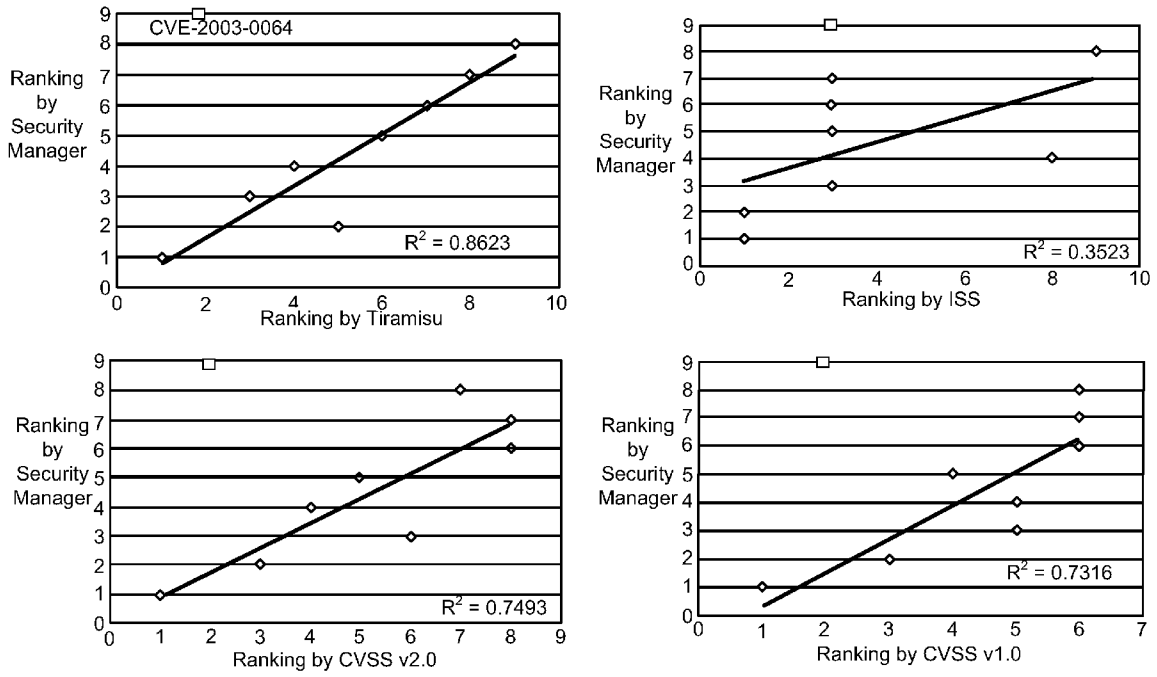 9
CVE-2003-0064
8
7
6
5
4
3
2
1
0
Ranking
by
Security
Manager
R² = 0.8623
0 2 4 6 8 10
Ranking by Tiramisu
9
8
7
6
5
4
3
2
1
0
Ranking
by
Security
Manager
R² = 0.3523
0 2 4 6 8 10
Ranking by ISS
9
8
7
6
5
4
3
2
1
0
Ranking
by
Security
Manager
R² = 0.7493
0 1 2 3 4 5 6 7 8 9
Ranking by CVSS v2.0
9
8
7
6
5
4
3
2
1
0
Ranking
by
Security
Manager
R² = 0.7316
0 1 2 3 4 5 6 7
Ranking by CVSS v1.0